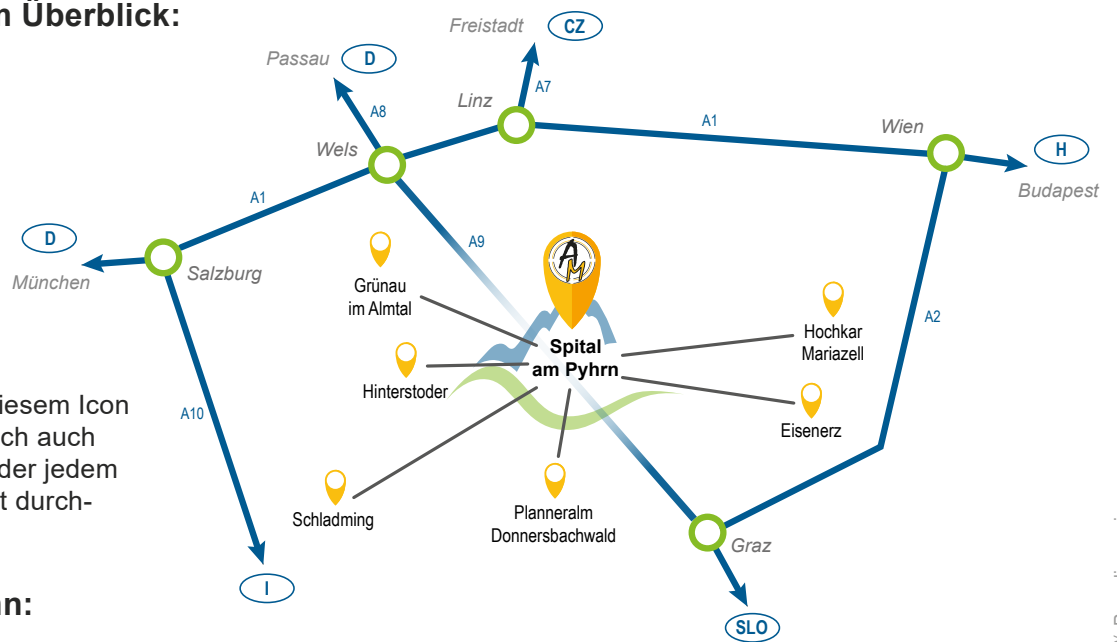 Überblick:
Freistadt
CZ
Passau
D
Linz
A7
A8
A1
Wien
Wels
H
Budapest
A1
D
A9
München
Salzburg
AM
Grünau
im Almtal
A2
Hochkar
Mariazell
Spital
am Pyhrn
Hinterstoder
A10
iesem Icon
ch auch
der jedem
t durch-
Eisenerz
Schladming
Planneralm
Donnersbachwald
Graz
I
n:
SLO